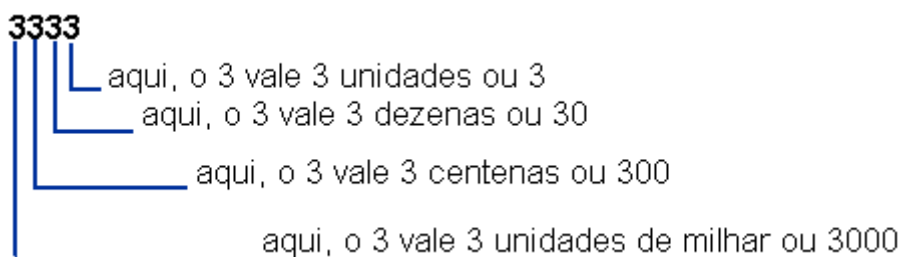 3333
aqui, o 3 vale 3 unidades ou 3
aqui, o 3 vale 3 dezenas ou 30
aqui, o 3 vale 3 centenas ou 300
aqui, o 3 vale 3 unidades de milhar ou 3000